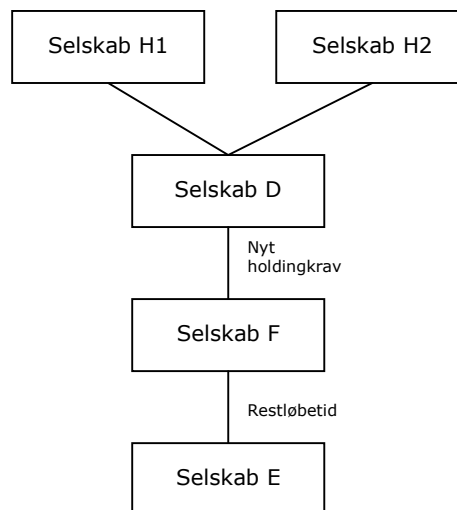 Selskab H1
Selskab H2
Selskab D
Nyt
holdingkrav
Selskab F
Restløbetid
Selskab E